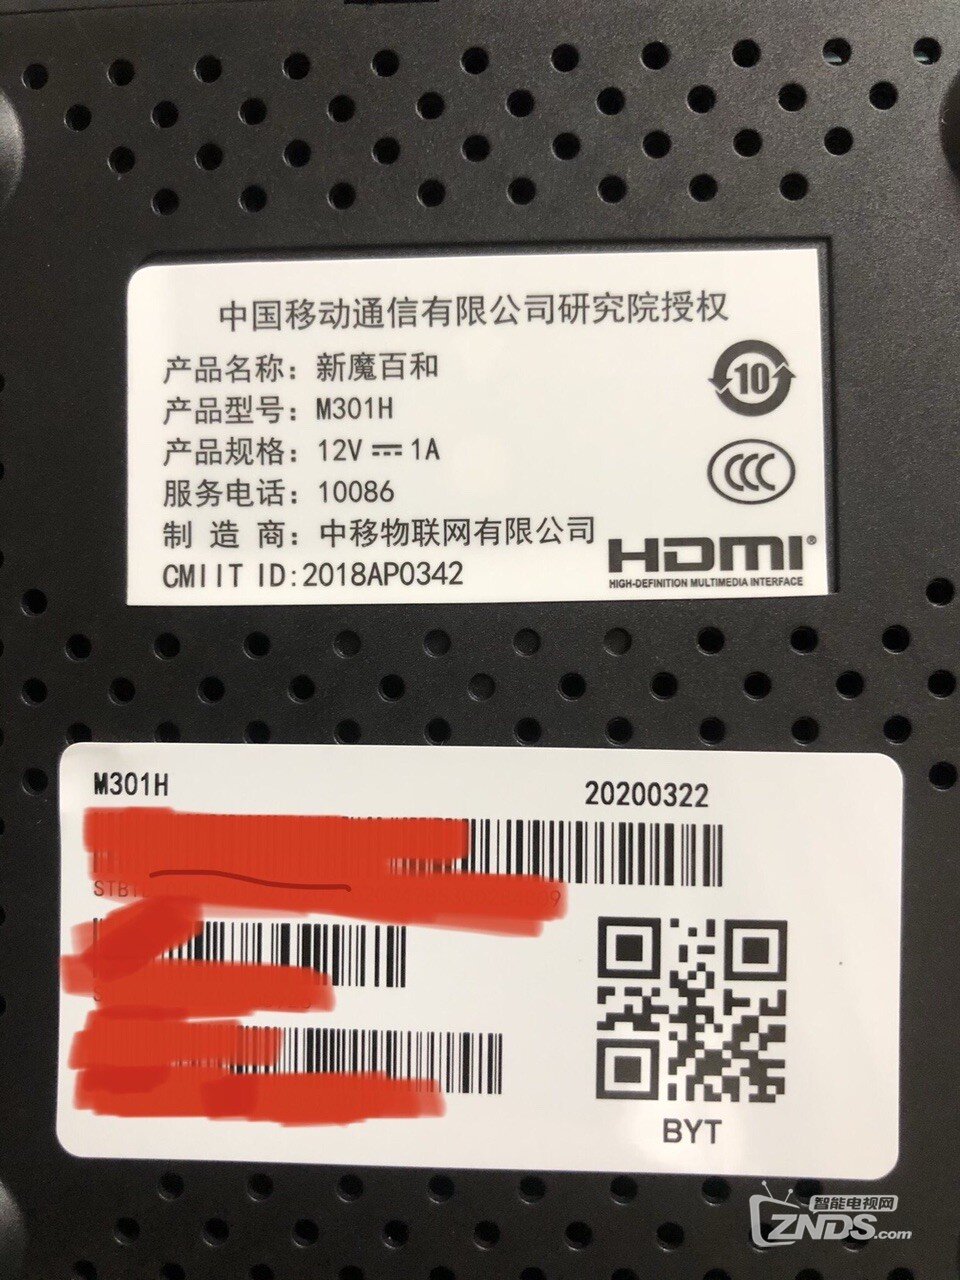 中国移动通信有限公司研究院授权
产品名称：新魔百和
产品型号：M301H
产品规格：12V⎓1A
服务电话：10086
制 造 商：中移物联网有限公司
CMIIT ID:2018AP0342
10
CCC
HDMI®
HIGH-DEFINITION MULTIMEDIA INTERFACE
M301H
20200322
BYT
智能电视网
ZNDS.com